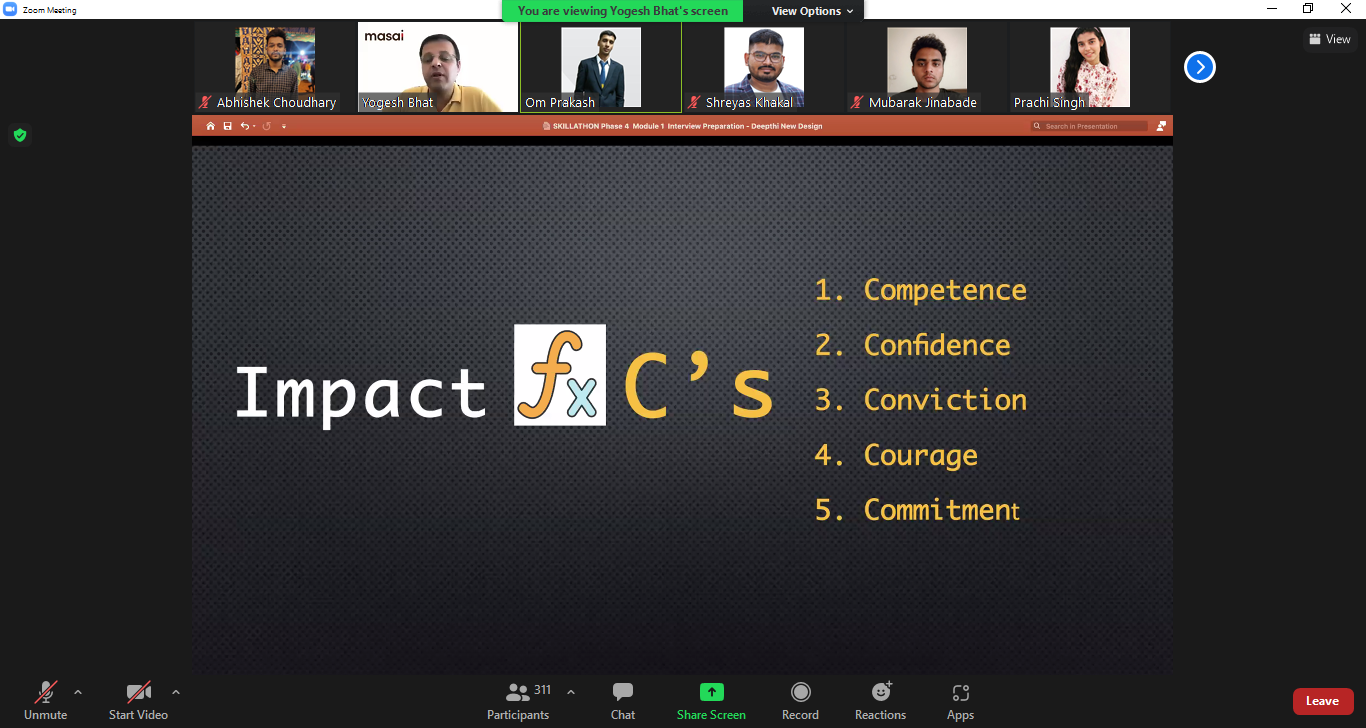 Zoom Meeting
You are viewing Yogesh Bhat's screen
View Options
View
masai
Abhishek Choudhary
Yogesh Bhat
Om Prakash
Shreyas Khakal
Mubarak Jinabade
Prachi Singh
SKILLATHON Phase 4 Module 1 Interview Preparation - Deepthi New Design
Search in Presentation
Impact fx C’s
1. Competence
2. Confidence
3. Conviction
4. Courage
5. Commitment
Unmute
Start Video
311
Participants
Chat
Share Screen
Record
Reactions
Apps
Leave